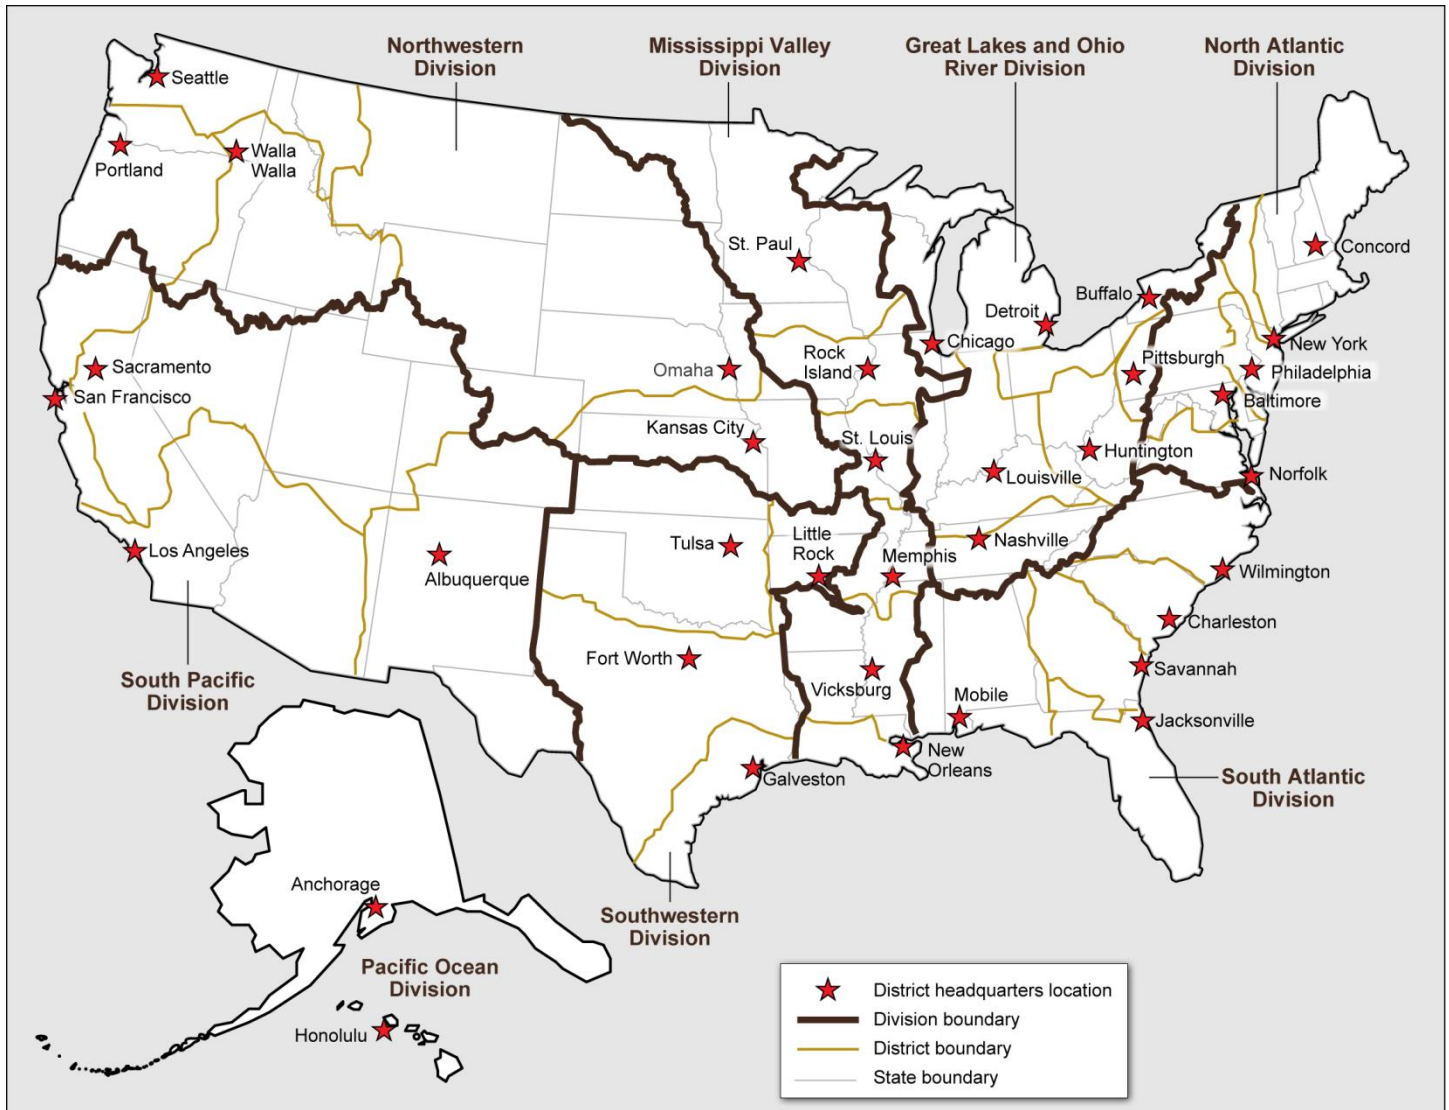 Northwestern
Division
Mississippi Valley
Division
Great Lakes and Ohio
River Division
North Atlantic
Division
Seattle
Portland
Walla
Walla
St. Paul
Concord
Buffalo
Detroit
Chicago
New York
Sacramento
San Francisco
Omaha
Rock
Island
Pittsburgh
Philadelphia
Baltimore
Kansas City
St. Louis
Huntington
Louisville
Norfolk
Los Angeles
Albuquerque
Tulsa
Little
Rock
Memphis
Nashville
Wilmington
Charleston
South Pacific
Division
Fort Worth
Vicksburg
Mobile
Savannah
Jacksonville
New
Orleans
Galveston
South Atlantic
Division
Anchorage
Southwestern
Division
Pacific Ocean
Division
Honolulu
District headquarters location
Division boundary
District boundary
State boundary